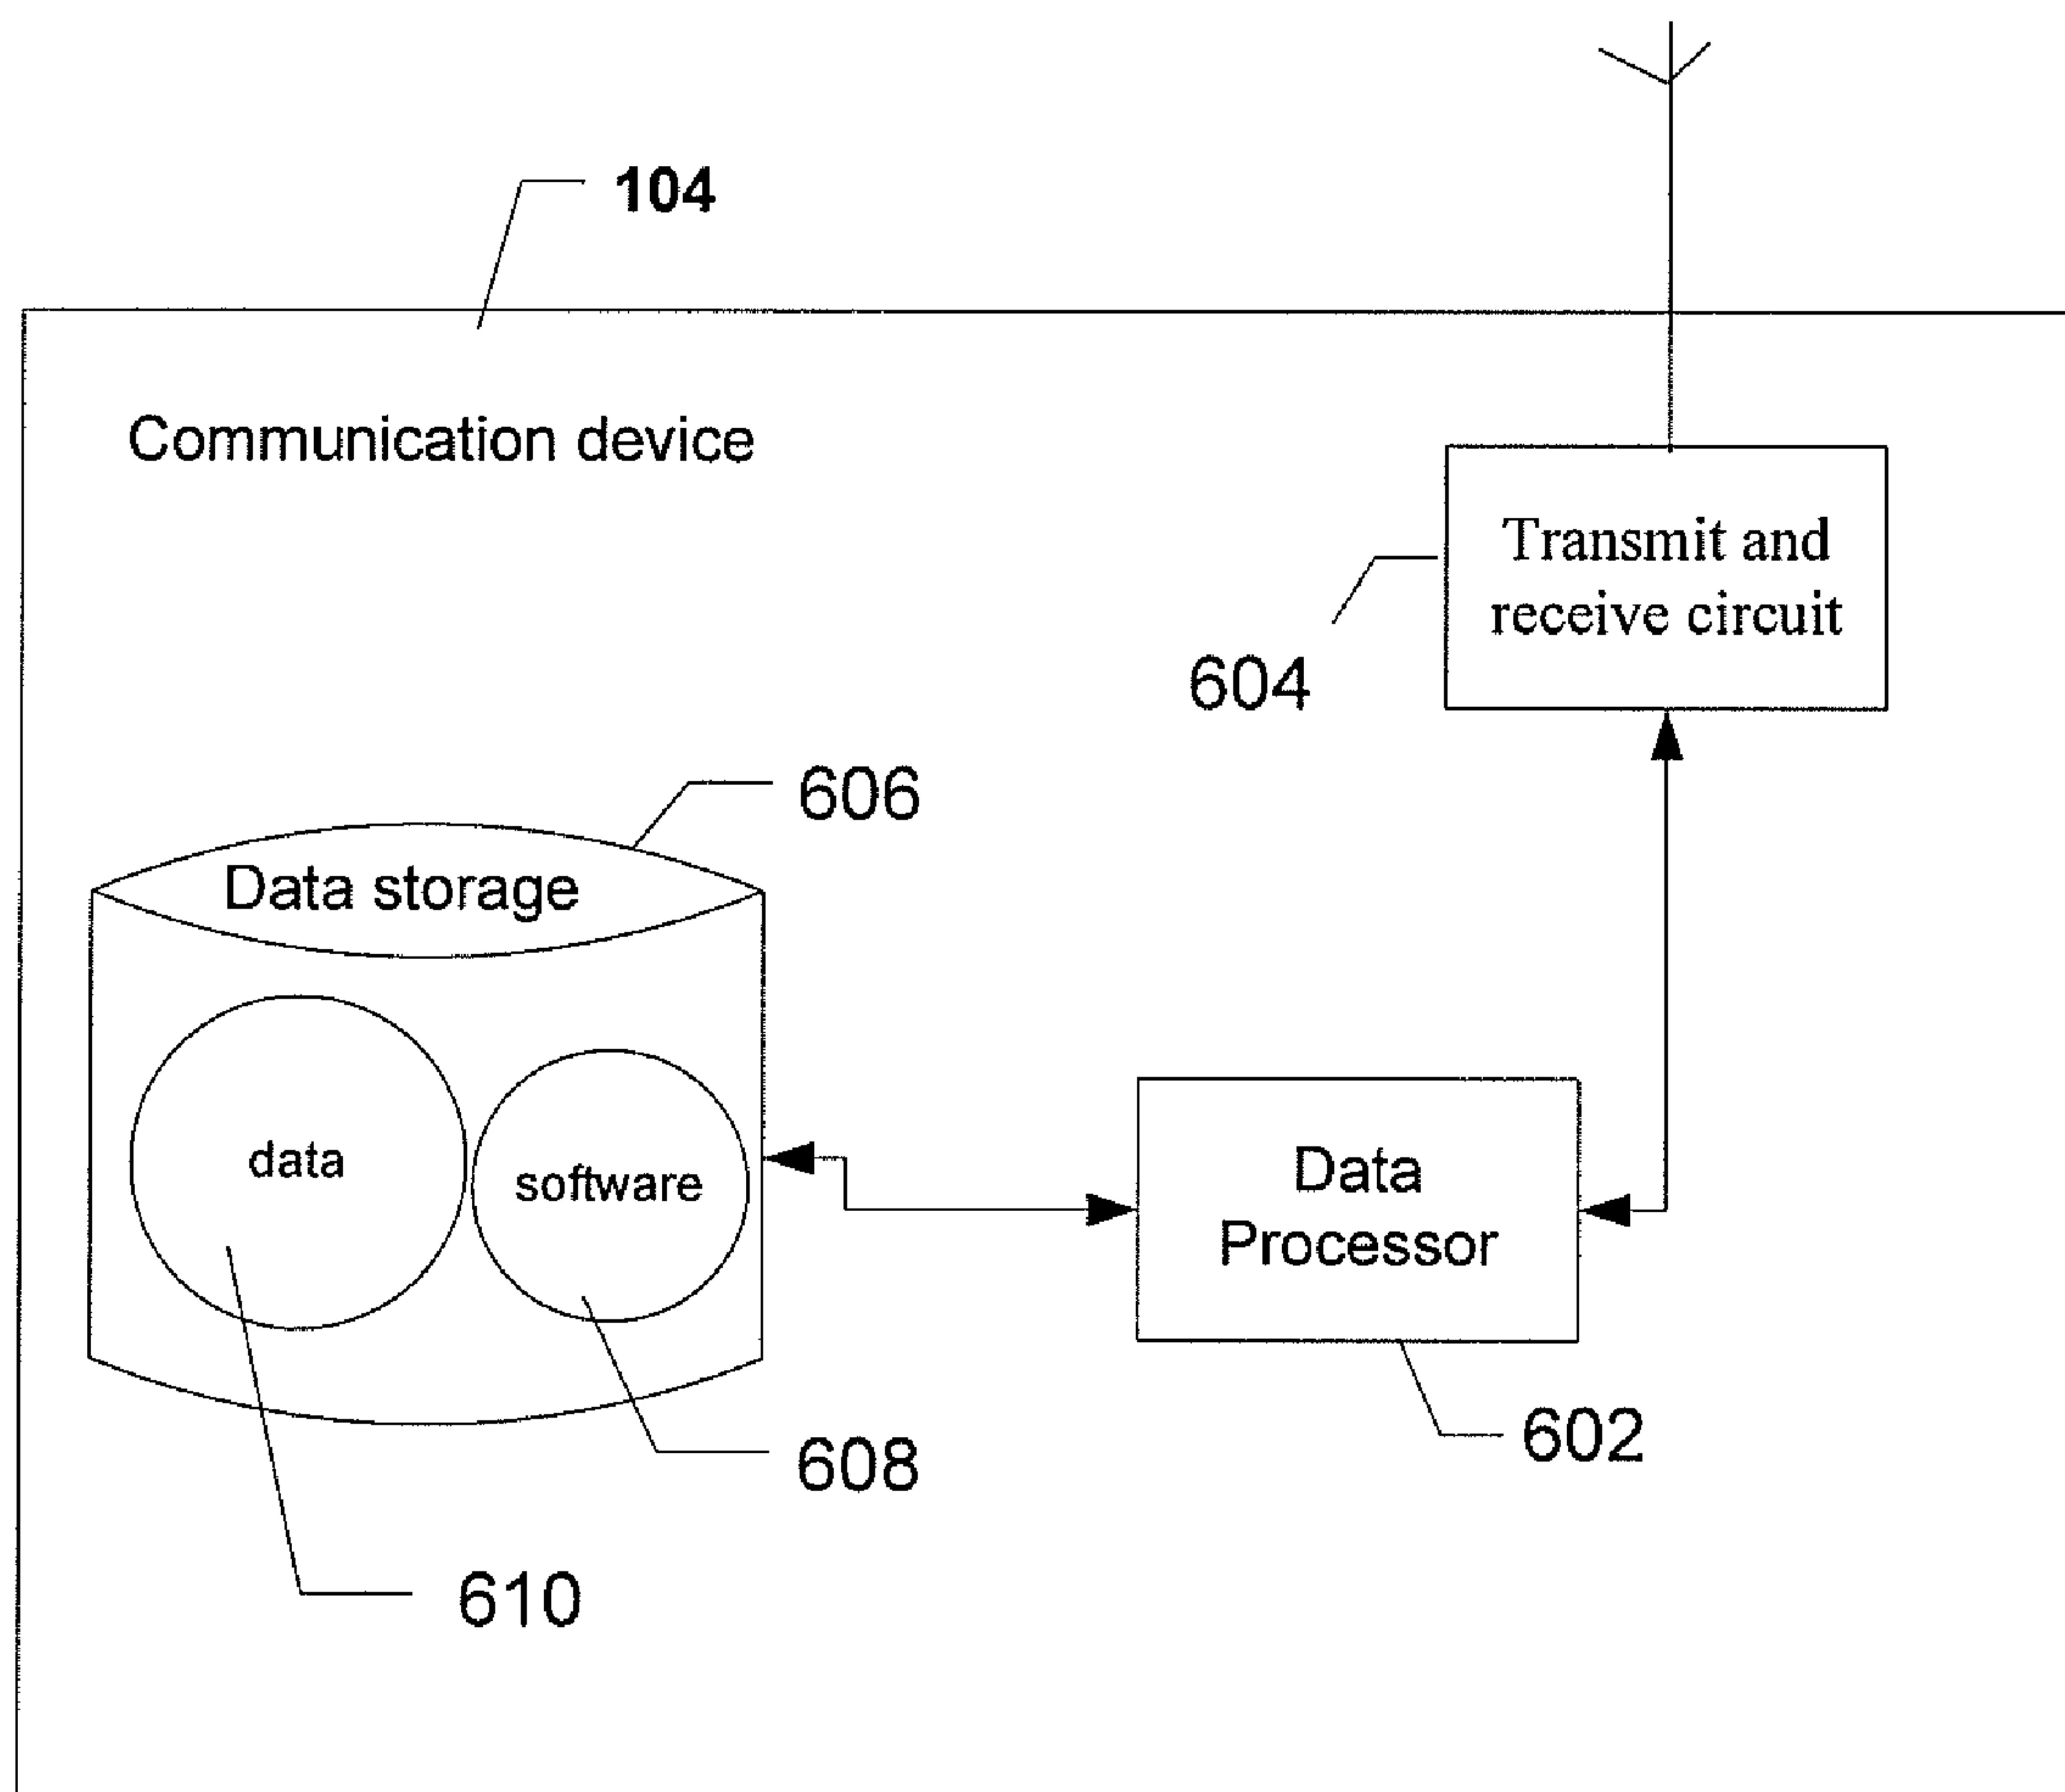 104
Communication device
Transmit and
receive circuit
604
606
Data storage
data
software
Data
Processor
602
608
610